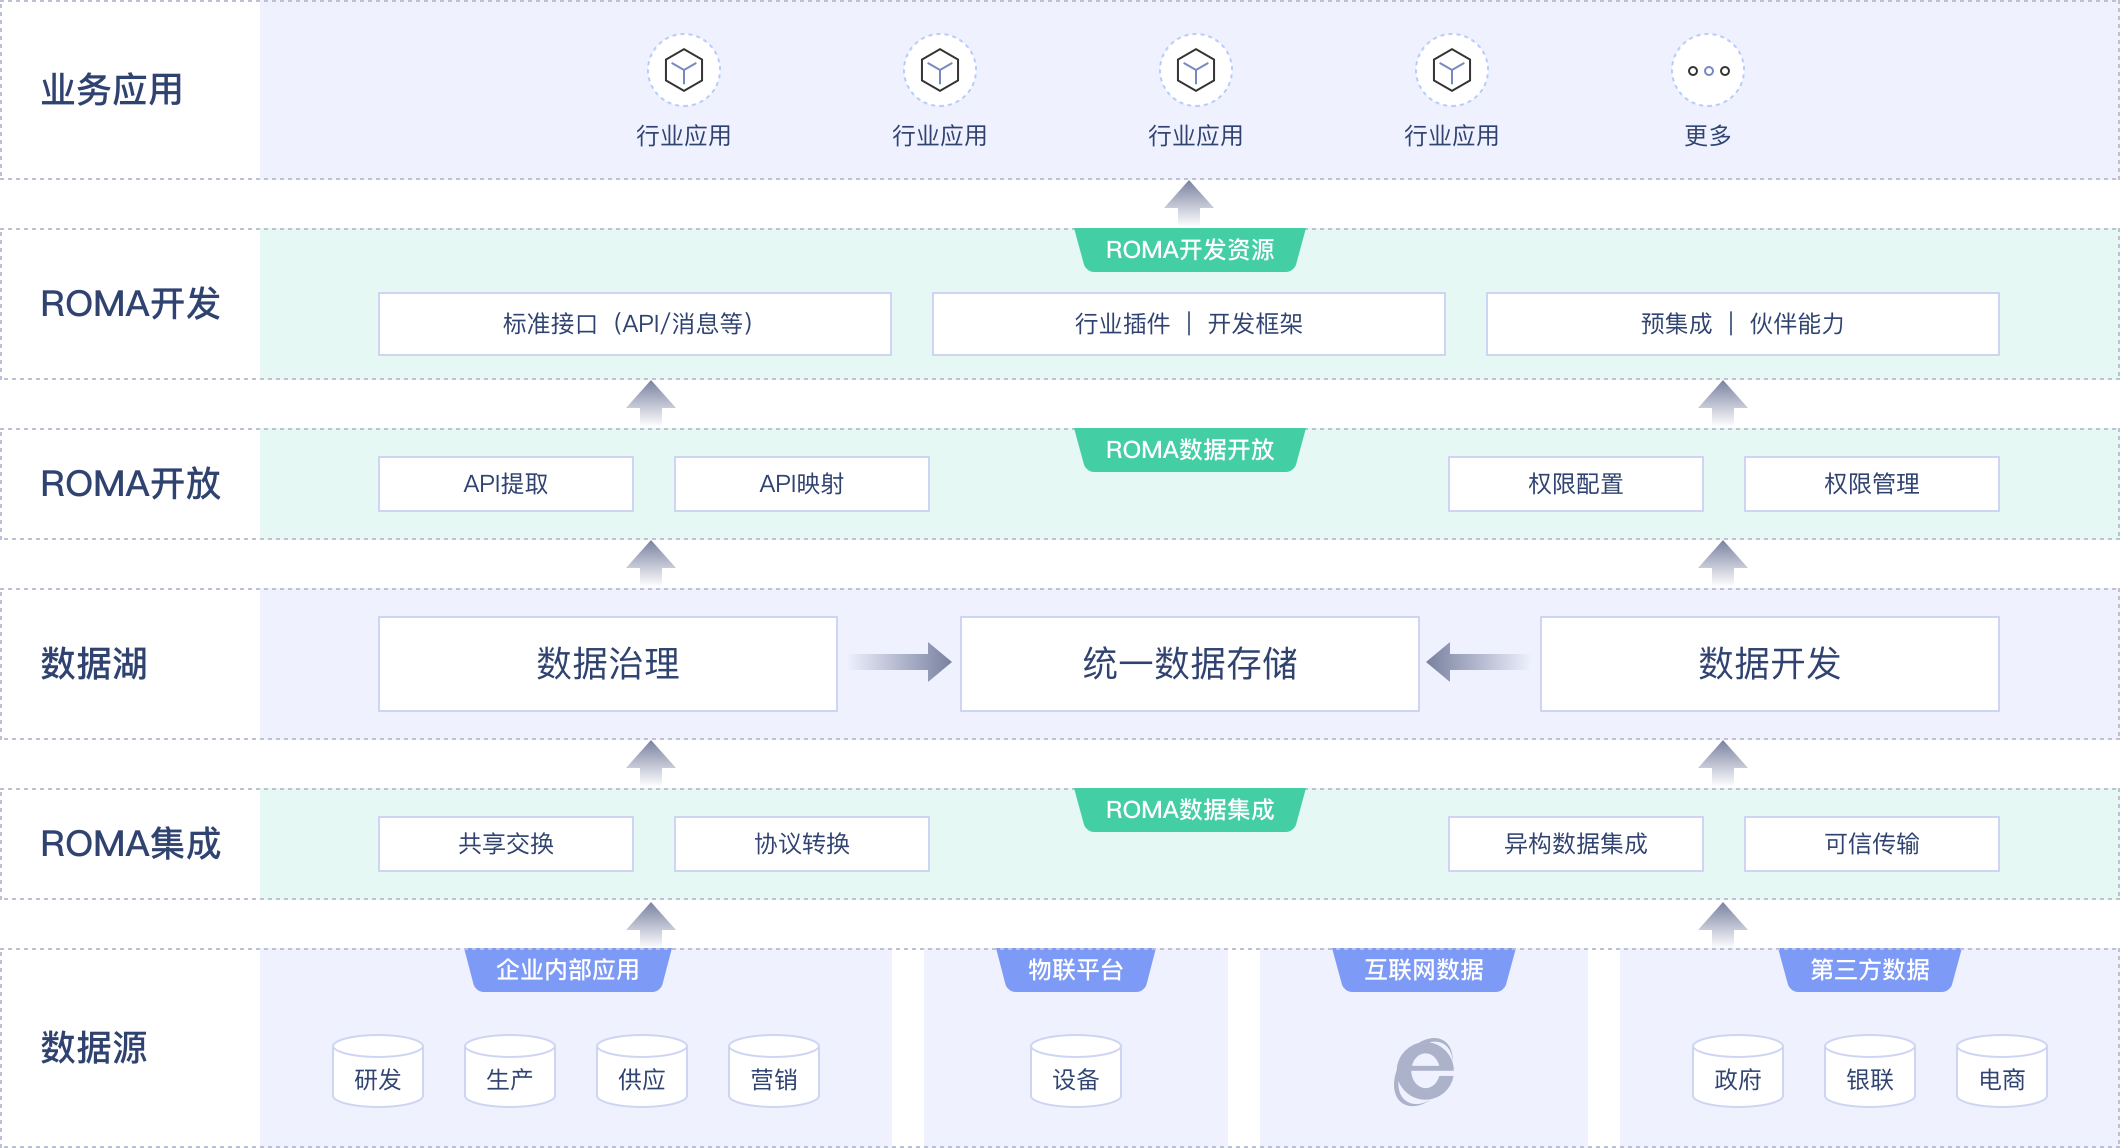 业务应用
行业应用
行业应用
行业应用
行业应用
更多
ROMA开发
ROMA开发资源
标准接口（API/消息等）
行业插件 | 开发框架
预集成 | 伙伴能力
ROMA开放
ROMA数据开放
API提取
API映射
权限配置
权限管理
数据湖
数据治理
统一数据存储
数据开发
ROMA集成
ROMA数据集成
共享交换
协议转换
异构数据集成
可信传输
数据源
企业内部应用
物联平台
互联网数据
第三方数据
研发
生产
供应
营销
设备
政府
银联
电商